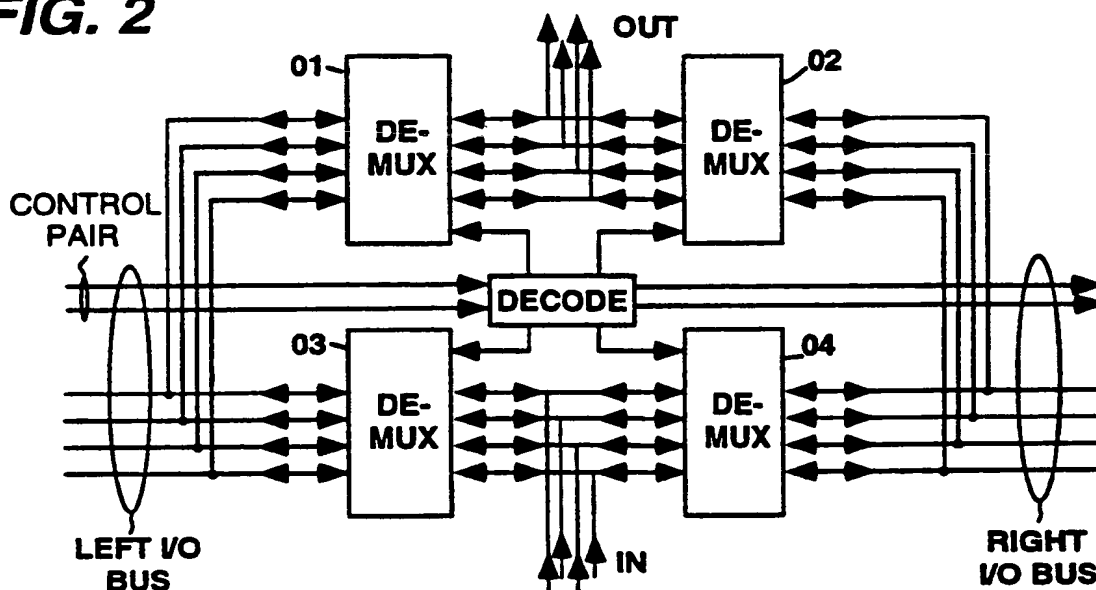 FIG. 2
OUT
01
02
DE-
MUX
DE-
MUX
CONTROL
PAIR
DECODE
03
04
DE-
MUX
DE-
MUX
LEFT I/O
BUS
IN
RIGHT
I/O BUS